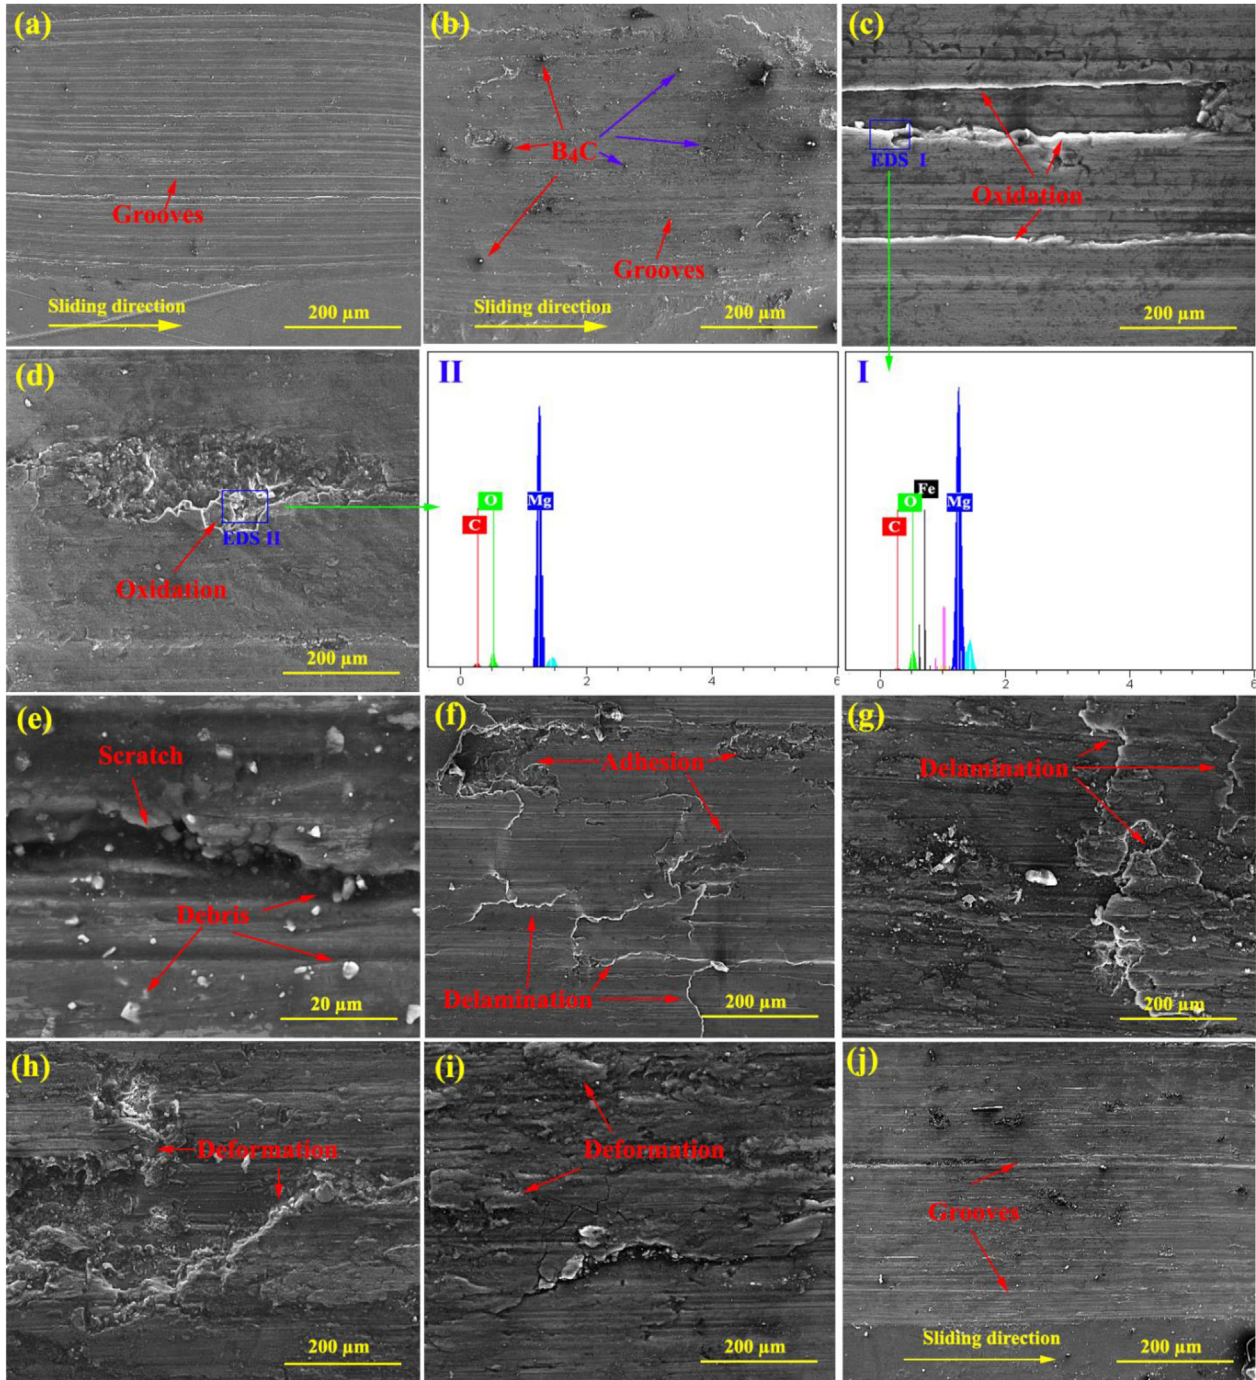 (a)
Grooves
Sliding direction
200 µm
(b)
B4C
Grooves
Sliding direction
200 µm
(c)
EDS I
Oxidation
200 µm
(d)
EDS II
Oxidation
200 µm
II
C
O
Mg
0 2 4 6
I
C
O
Fe
Mg
0 2 4 6
(e)
Scratch
Debris
20 µm
(f)
Adhesion
Delamination
200 µm
(g)
Delamination
200 µm
(h)
Deformation
200 µm
(i)
Deformation
200 µm
(j)
Grooves
Sliding direction
200 µm